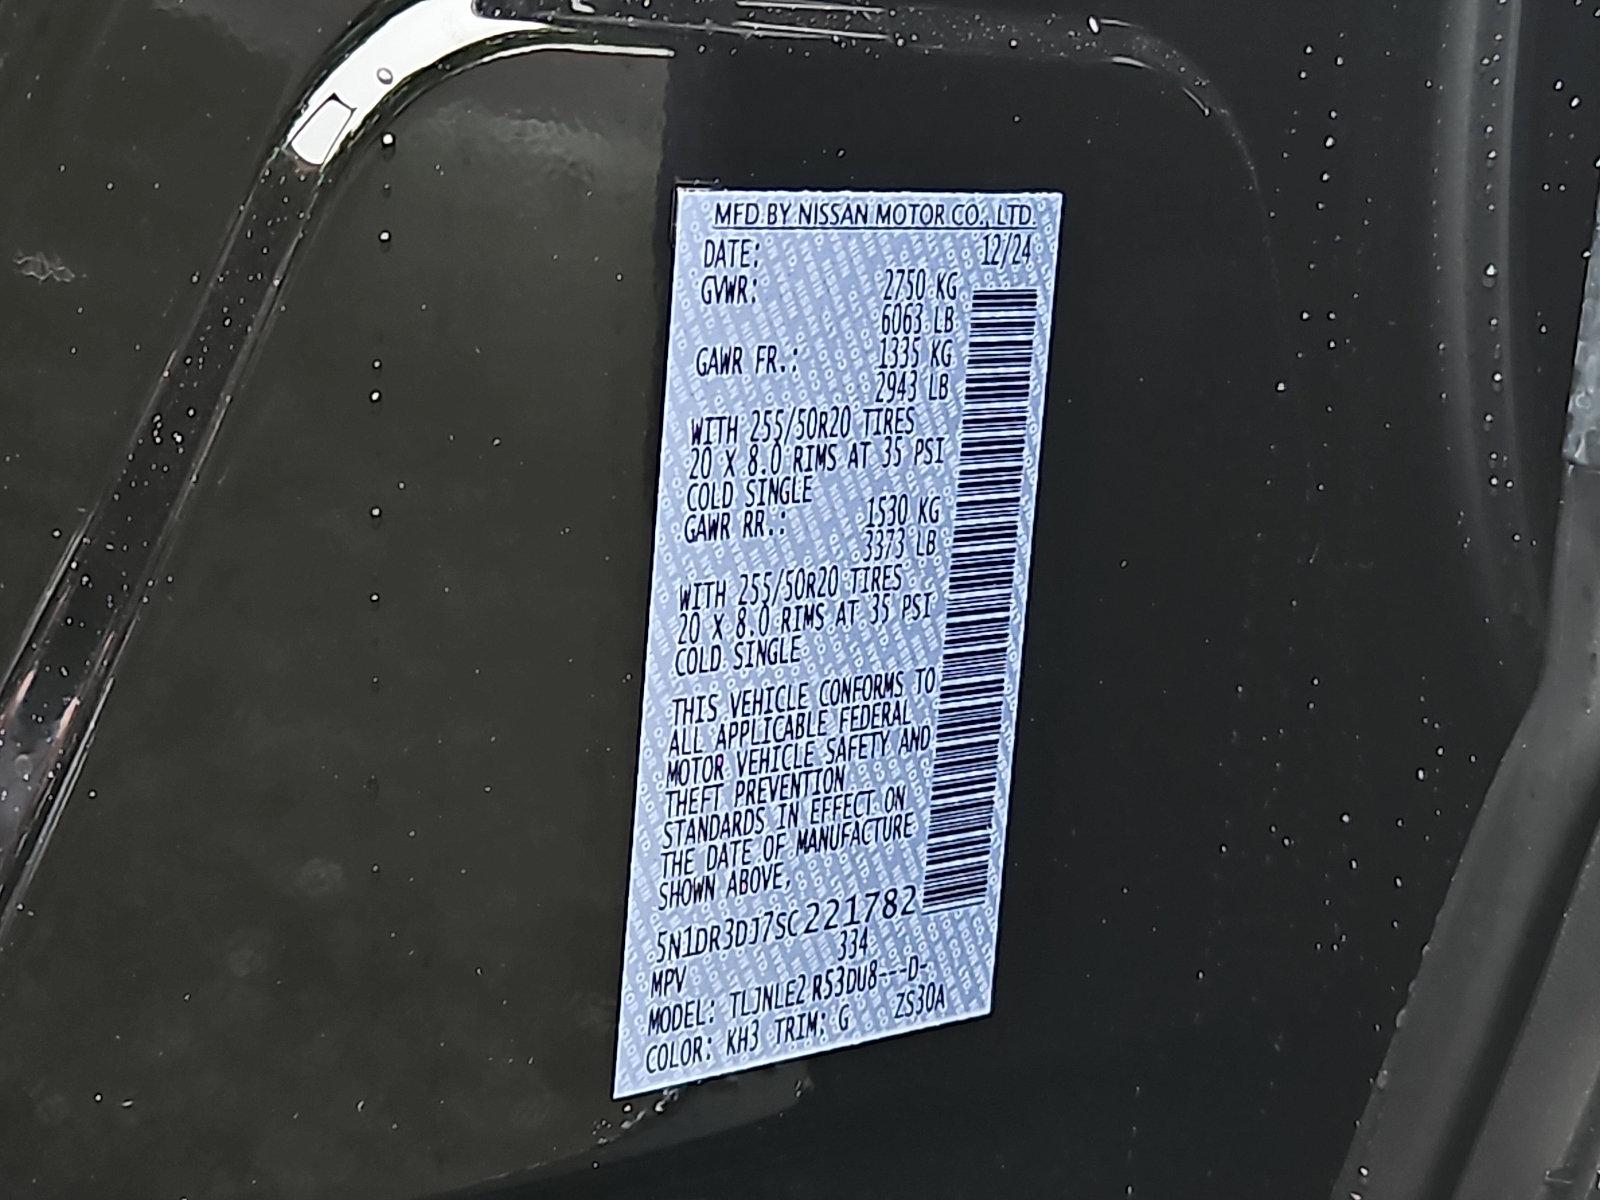 MFD.BY NISSAN MOTOR CO., LTD.
DATE: 12/24
GVWR: 2750 KG
6063 LB
GAWR FR.: 1335 KG
2943 LB
WITH 255/50R20 TIRES
20 X 8.0 RIMS AT 35 PSI
COLD SINGLE
GAWR RR.: 1530 KG
3373 LB
WITH 255/50R20 TIRES
20 X 8.0 RIMS AT 35 PSI
COLD SINGLE
THIS VEHICLE CONFORMS TO
ALL APPLICABLE FEDERAL
MOTOR VEHICLE SAFETY AND
THEFT PREVENTION
STANDARDS IN EFFECT ON
THE DATE OF MANUFACTURE
SHOWN ABOVE.
5N1DR3DJ7SC221782
MPV 334
MODEL: TLJNLE2 R53DU8---D-
COLOR: KH3 TRIM: G ZS30A